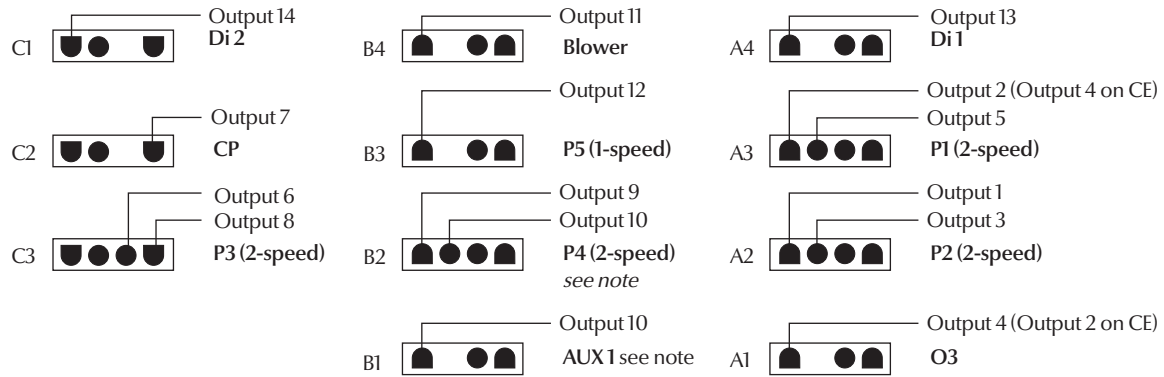 C1
Output 14
Di 2
C2
Output 7
CP
C3
Output 6
Output 8
P3 (2-speed)
B4
Output 11
Blower
B3
Output 12
P5 (1-speed)
B2
Output 9
Output 10
P4 (2-speed)
see note
B1
Output 10
AUX 1 see note
A4
Output 13
Di 1
A3
Output 2 (Output 4 on CE)
Output 5
P1 (2-speed)
A2
Output 1
Output 3
P2 (2-speed)
A1
Output 4 (Output 2 on CE)
O3